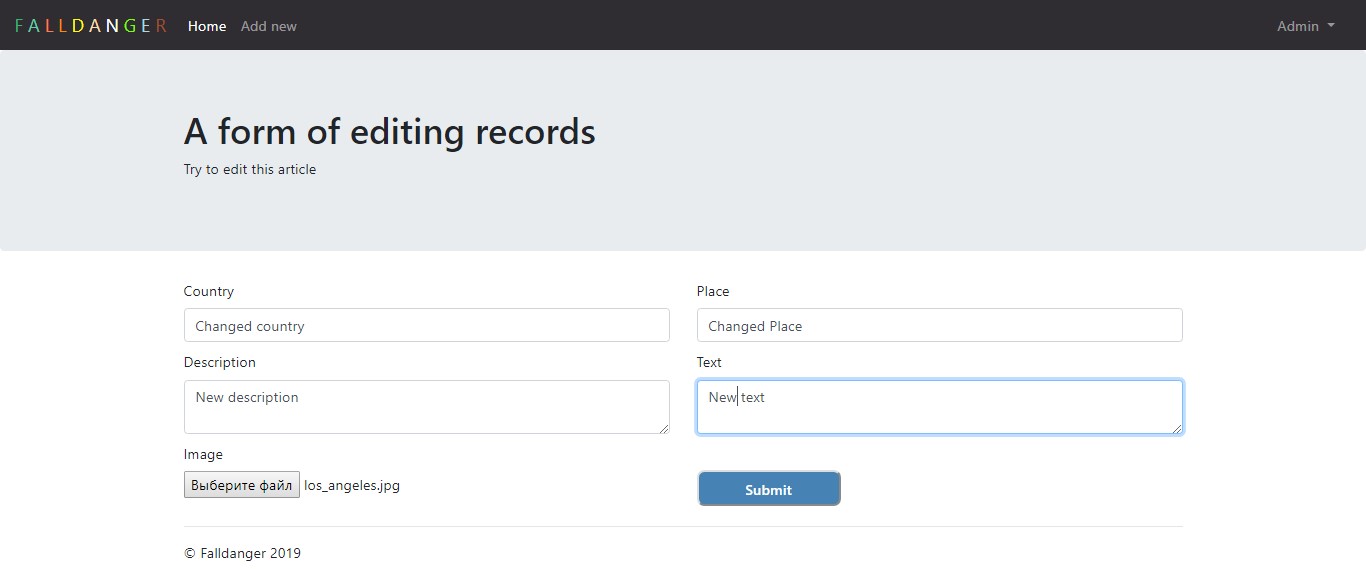 FALLDANGER Home Add new Admin
A form of editing records
Try to edit this article
Country Place
Changed country Changed Place
Description Text
New description New text
Image
Выберите файл los_angeles.jpg Submit
© Falldanger 2019